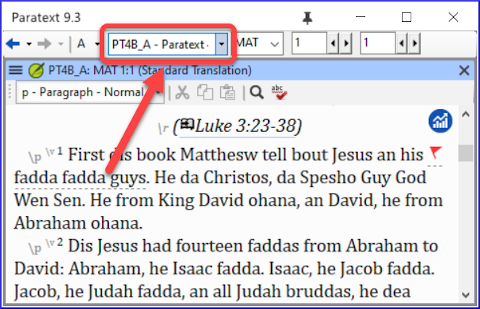 Paratext 9.3
A PT4B_A - Paratext MAT 1 1
PT4B_A: MAT 1:1 (Standard Translation)
p - Paragraph - Normal abc
\r (Luke 3:23-38)
\p \v 1 First dis book Matthesw tell bout Jesus an his
fadda fadda guys. He da Christos, da Spesho Guy God
Wen Sen. He from King David ohana, an David, he from
Abraham ohana.
\p \v 2 Dis Jesus had fourteen faddas from Abraham to
David: Abraham, he Isaac fadda. Isaac, he Jacob fadda.
Jacob, he Judah fadda, an all Judah bruddas, he dea